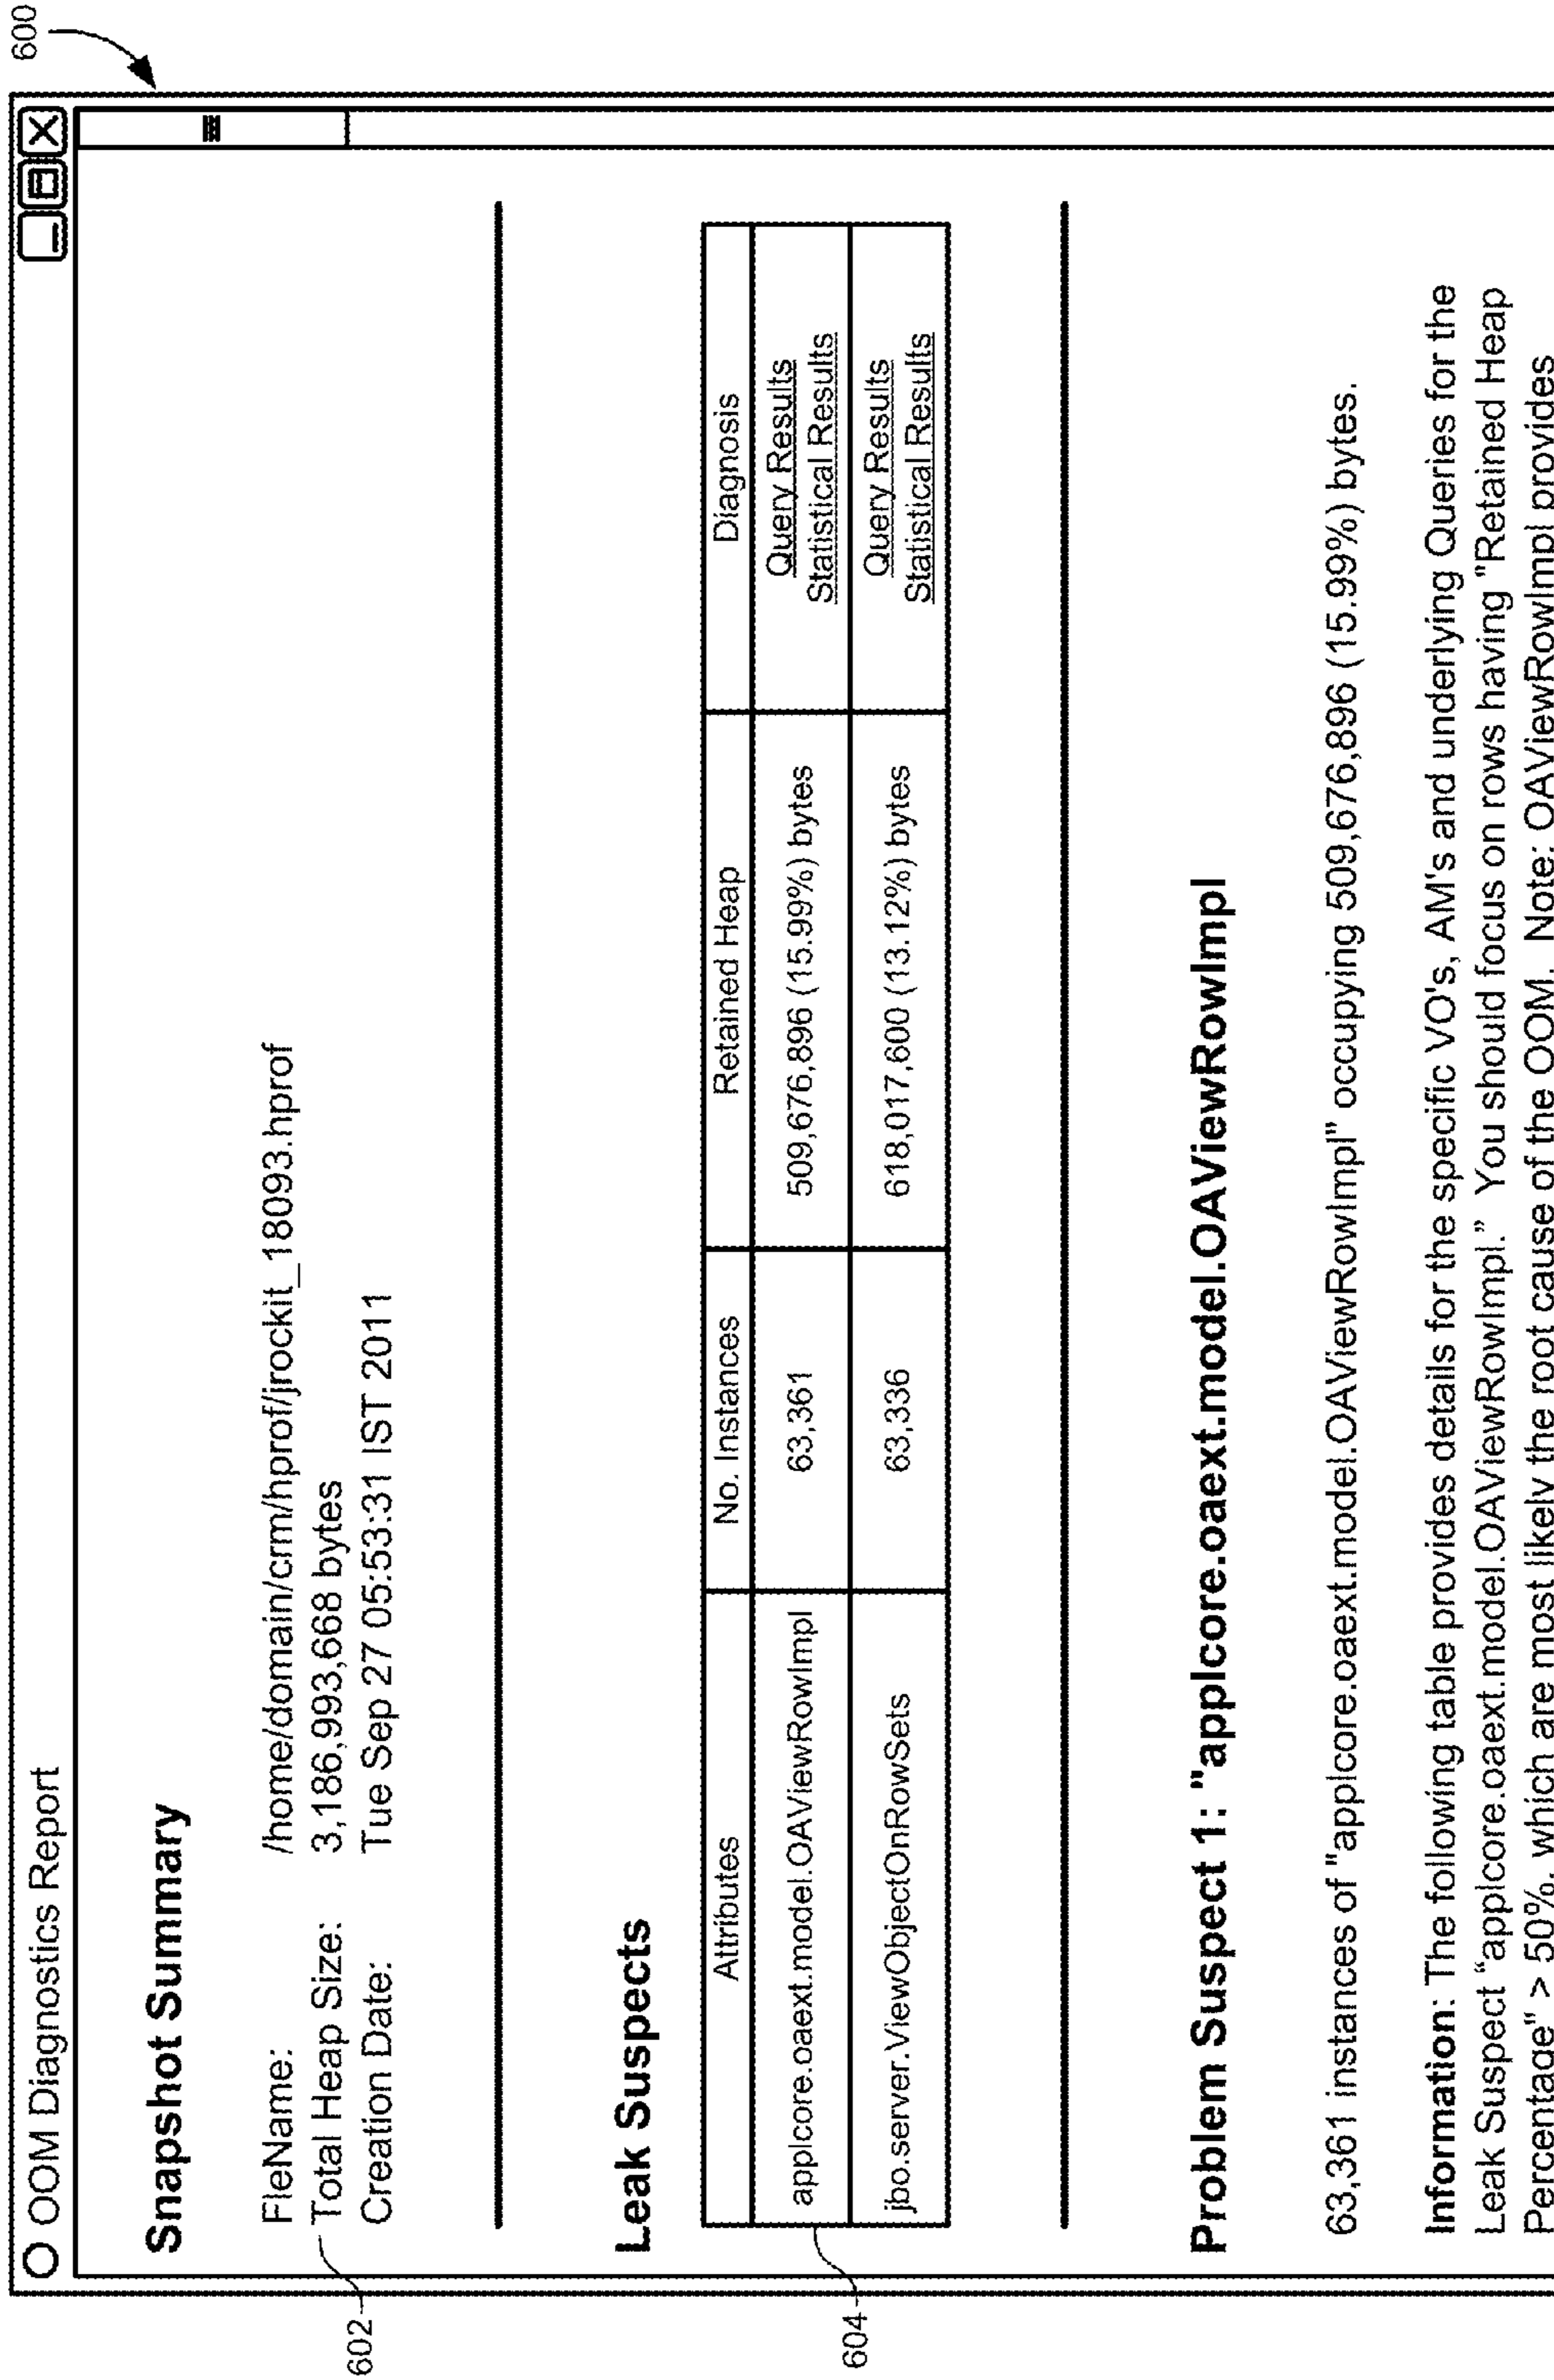 600
OOM Diagnostics Report
Snapshot Summary
FleName: /home/domain/crm/hprof/jrockit_18093.hprof
Total Heap Size: 3,186,993,668 bytes
Creation Date: Tue Sep 27 05:53:31 IST 2011
602
Leak Suspects
Attributes No. Instances Retained Heap Diagnosis
applcore.oaext.model.OAViewRowImpl 63,361 509,676,896 (15.99%) bytes Query Results
Statistical Results
jbo.server.ViewObjectOnRowSets 63,336 618,017,600 (13.12%) bytes Query Results
Statistical Results
604
Problem Suspect 1: "applcore.oaext.model.OAViewRowImpl
63,361 instances of "applcore.oaext.model.OAViewRowImpl" occupying 509,676,896 (15.99%) bytes.
Information: The following table provides details for the specific VO's, AM's and underlying Queries for the
Leak Suspect “applcore.oaext.model.OAViewRowImpl.” You should focus on rows having "Retained Heap
Percentage" > 50%, which are most likely the root cause of the OOM. Note: OAViewRowImpl provides